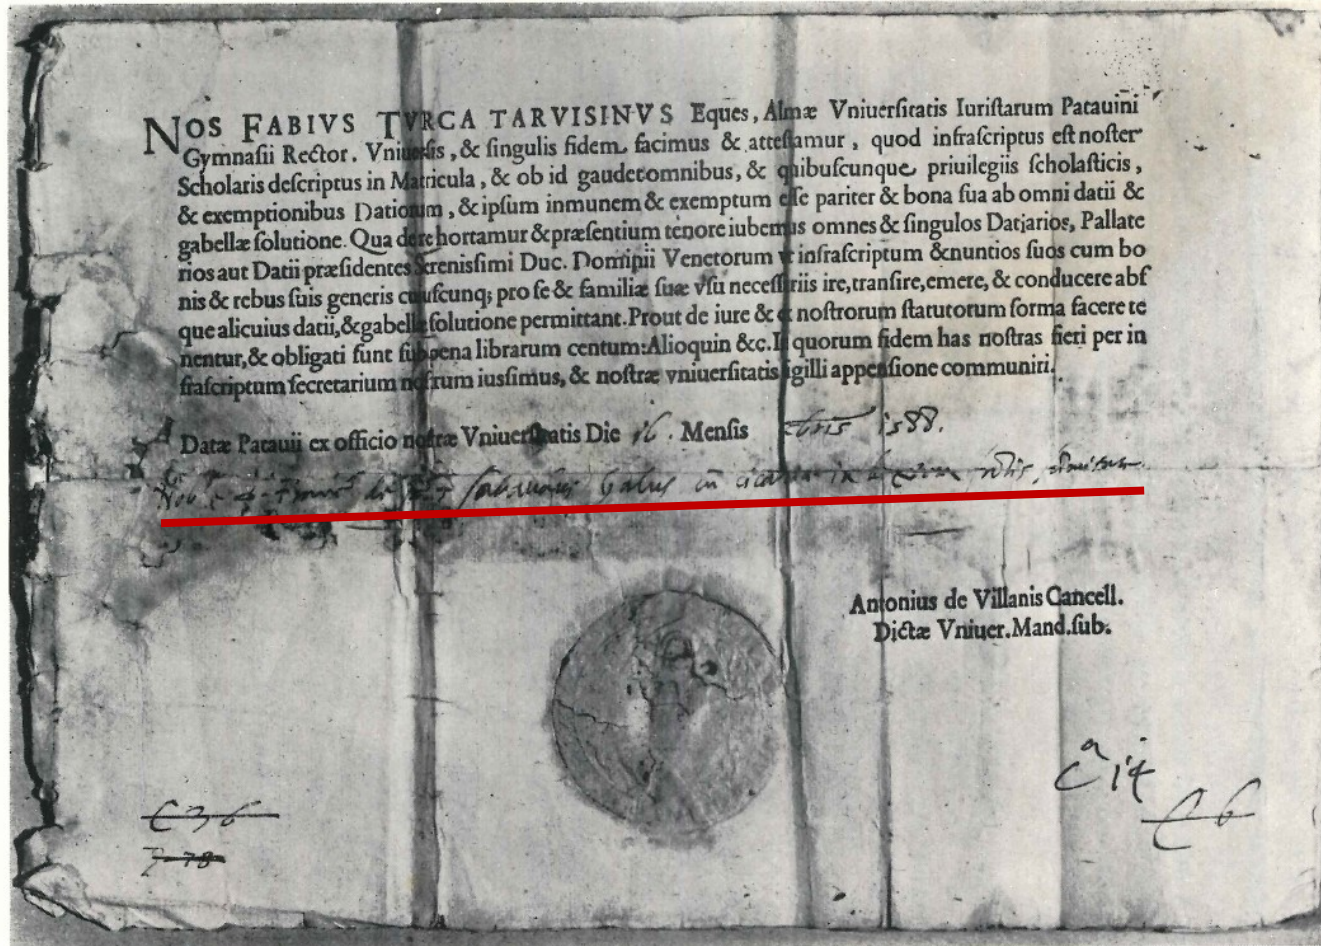 NOS FABIVS TVRCA TARVISINVS Eques, Almæ Vniuerſitatis Iuriſtarum Patauini
Gymnaſii Rector. Vniuerſis, & ſingulis fidem facimus & atteſtamur, quod infraſcriptus eſt noſter
Scholaris deſcriptus in Matricula, & ob id gaudet omnibus, & quibuſcunque priuilegiis ſcholaſticis,
& exemptionibus Datiorum, & ipſum inmunem & exemptum eſſe pariter & bona ſua ab omni datii &
gabellæ ſolutione. Qua de re hortamur & præſentium tenore iubemus omnes & ſingulos Datiarios, Pallate
rios aut Datii præſidentes Sereniſſimi Duc. Dominii Venetorum vt infraſcriptum & nuntios ſuos cum bo
nis & rebus ſuis generis cuiuſcunq; pro ſe & familiæ ſuæ vſu neceſſariis ire, tranſire, emere, & conducere abſ
que alicuius datii, & gabellæ ſolutione permittant. Prout de iure & ex noſtrorum ſtatutorum forma facere te
nentur, & obligati ſunt ſub pena librarum centum: Alioquin &c. In quorum fidem has noſtras fieri per in
fraſcriptum ſecretarium noſtrum iuſſimus, & noſtræ vniuerſitatis ſigilli appenſione communiri.
Datæ Patauii ex officio noſtræ Vniuerſitatis Die 16. Menſis 1588.
Antonius de Villanis Cancell.
Dictæ Vniuer. Mand. ſub.
C 36
78
C 6